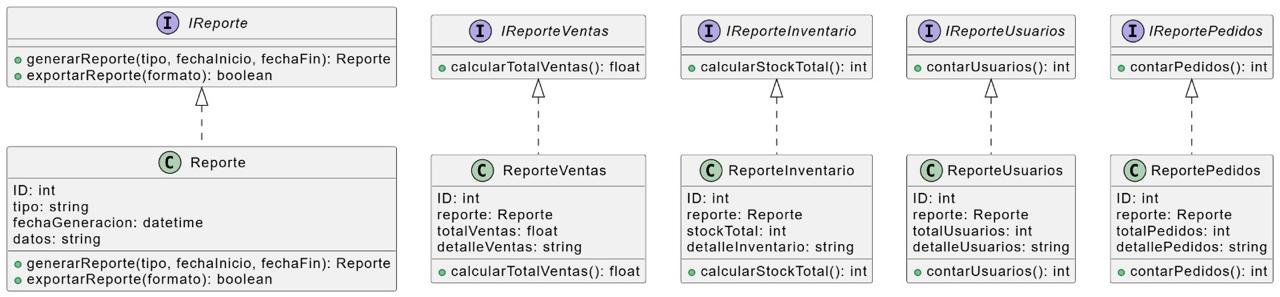 I IReporte
generarReporte(tipo, fechaInicio, fechaFin): Reporte
exportarReporte(formato): boolean
I IReporteVentas
calcularTotalVentas(): float
I IReporteInventario
calcularStockTotal(): int
I IReporteUsuarios
contarUsuarios(): int
I IReportePedidos
contarPedidos(): int
C Reporte
ID: int
tipo: string
fechaGeneracion: datetime
datos: string
generarReporte(tipo, fechaInicio, fechaFin): Reporte
exportarReporte(formato): boolean
C ReporteVentas
ID: int
reporte: Reporte
totalVentas: float
detalleVentas: string
calcularTotalVentas(): float
C ReporteInventario
ID: int
reporte: Reporte
stockTotal: int
detalleInventario: string
calcularStockTotal(): int
C ReporteUsuarios
ID: int
reporte: Reporte
totalUsuarios: int
detalleUsuarios: string
contarUsuarios(): int
C ReportePedidos
ID: int
reporte: Reporte
totalPedidos: int
detallePedidos: string
contarPedidos(): int